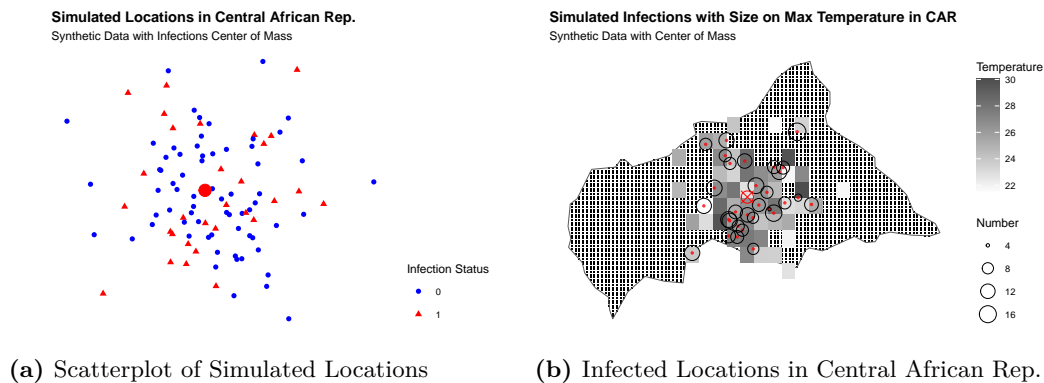 Simulated Locations in Central African Rep.
Synthetic Data with Infections Center of Mass
Infection Status
0
1
(a) Scatterplot of Simulated Locations
Simulated Infections with Size on Max Temperature in CAR
Synthetic Data with Center of Mass
Temperature
30
28
26
24
22
Number
4
8
12
16
(b) Infected Locations in Central African Rep.